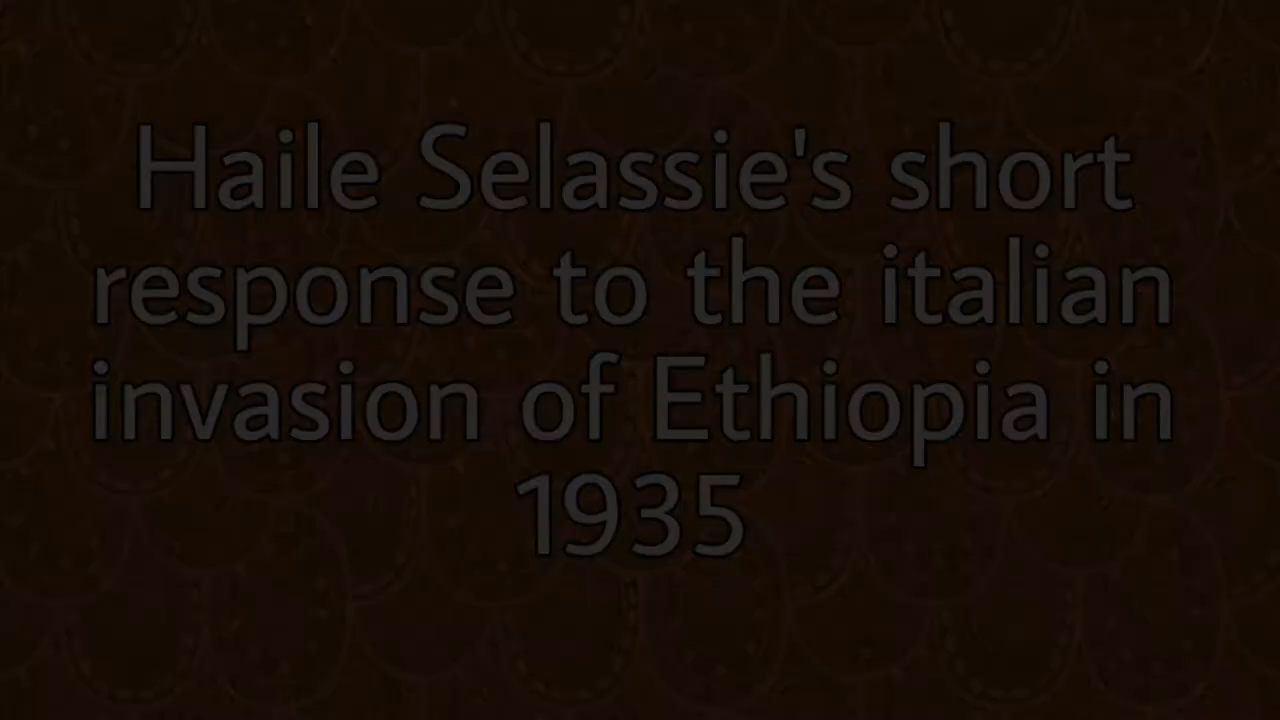 Haile Selassie's short
response to the italian
invasion of Ethiopia in
1935